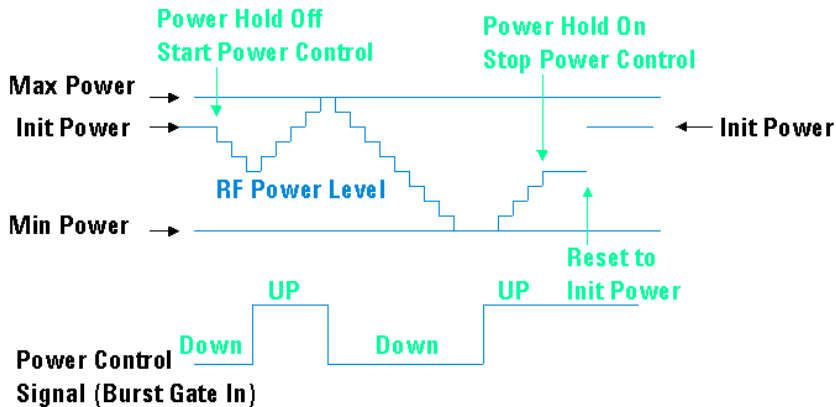 Power Hold Off
Start Power Control
Power Hold On
Stop Power Control
Max Power
Init Power
Init Power
RF Power Level
Min Power
Reset to
Init Power
UP
UP
Down
Down
Power Control
Signal (Burst Gate In)